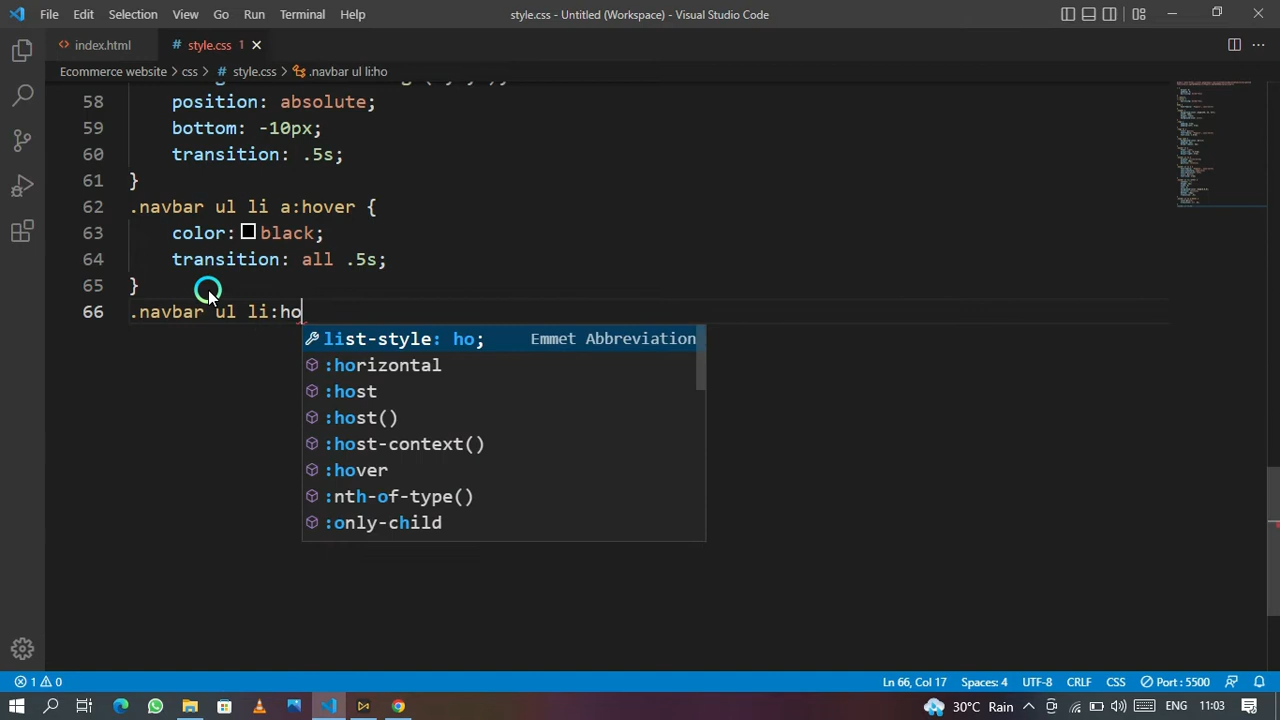 File Edit Selection View Go Run Terminal Help style.css - Untitled (Workspace) - Visual Studio Code
index.html style.css 1
Ecommerce website > css > style.css > .navbar ul li:ho
58 position: absolute;
59 bottom: -10px;
60 transition: .5s;
61 }
62 .navbar ul li a:hover {
63 color: black;
64 transition: all .5s;
65 }
66 .navbar ul li:ho
list-style: ho; Emmet Abbreviation
:horizontal
:host
:host()
:host-context()
:hover
:nth-of-type()
:only-child
1 0 Ln 66, Col 17 Spaces: 4 UTF-8 CRLF CSS Port : 5500
30°C Rain ENG 11:03